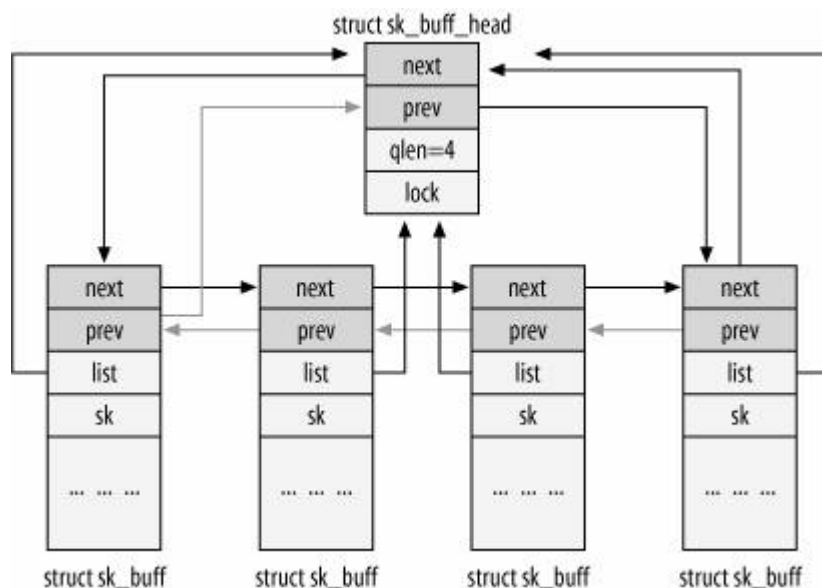 struct sk_buff_head
next
prev
qlen=4
lock
next next next next
prev prev prev prev
list list list list
sk sk sk sk
... ... ... ... ... ... ... ... ... ... ... ...
struct sk_buff struct sk_buff struct sk_buff struct sk_buff